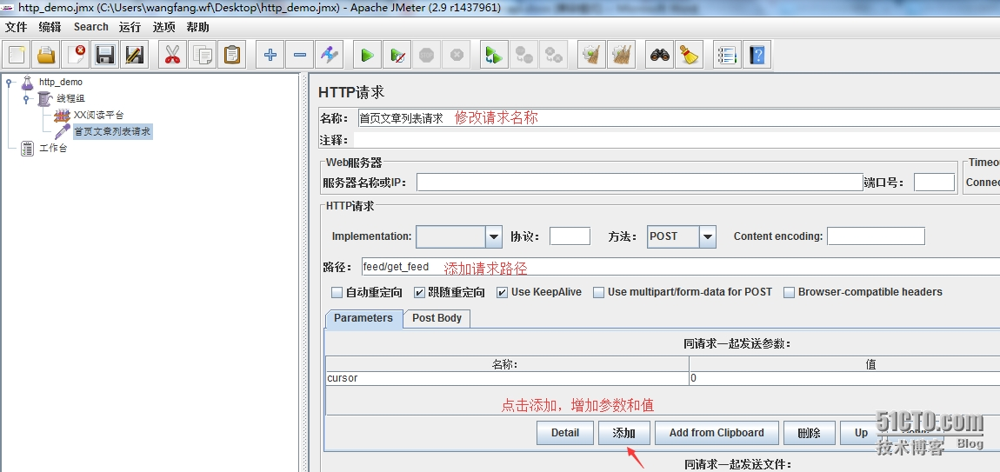 http_demo.jmx (C:\Users\wangfang.wf\Desktop\http_demo.jmx) - Apache JMeter (2.9 r1437961)
文件 编辑 Search 运行 选项 帮助
http_demo
线程组
XX阅读平台
首页文章列表请求
工作台
HTTP请求
名称: 首页文章列表请求 修改请求名称
注释:
Web服务器
Timeou
服务器名称或IP: 端口号: Connec
HTTP请求
Implementation: 协议: 方法: POST Content encoding:
路径: feed/get_feed 添加请求路径
自动重定向 跟随重定向 Use KeepAlive Use multipart/form-data for POST Browser-compatible headers
Parameters Post Body
同请求一起发送参数:
名称: 值
cursor 0
点击添加，增加参数和值
Detail 添加 Add from Clipboard 删除 Up
同请求一起发送文件:
51CTO.com
技术博客 Blog